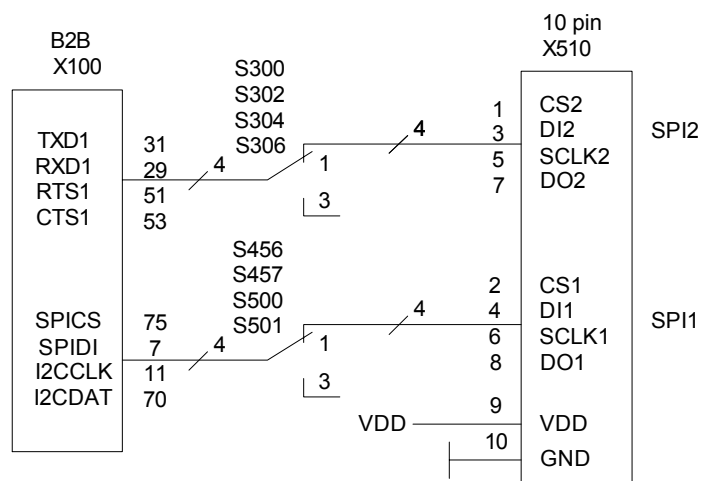 B2B
X100
10 pin
X510
S300
S302
S304
S306
TXD1 31
RXD1 29
RTS1 51
CTS1 53
4
1
3
4
1 CS2
3 DI2
5 SCLK2
7 DO2
SPI2
S456
S457
S500
S501
SPICS 75
SPIDI 7
I2CCLK 11
I2CDAT 70
4
1
3
4
2 CS1
4 DI1
6 SCLK1
8 DO1
SPI1
VDD 9 VDD
10 GND